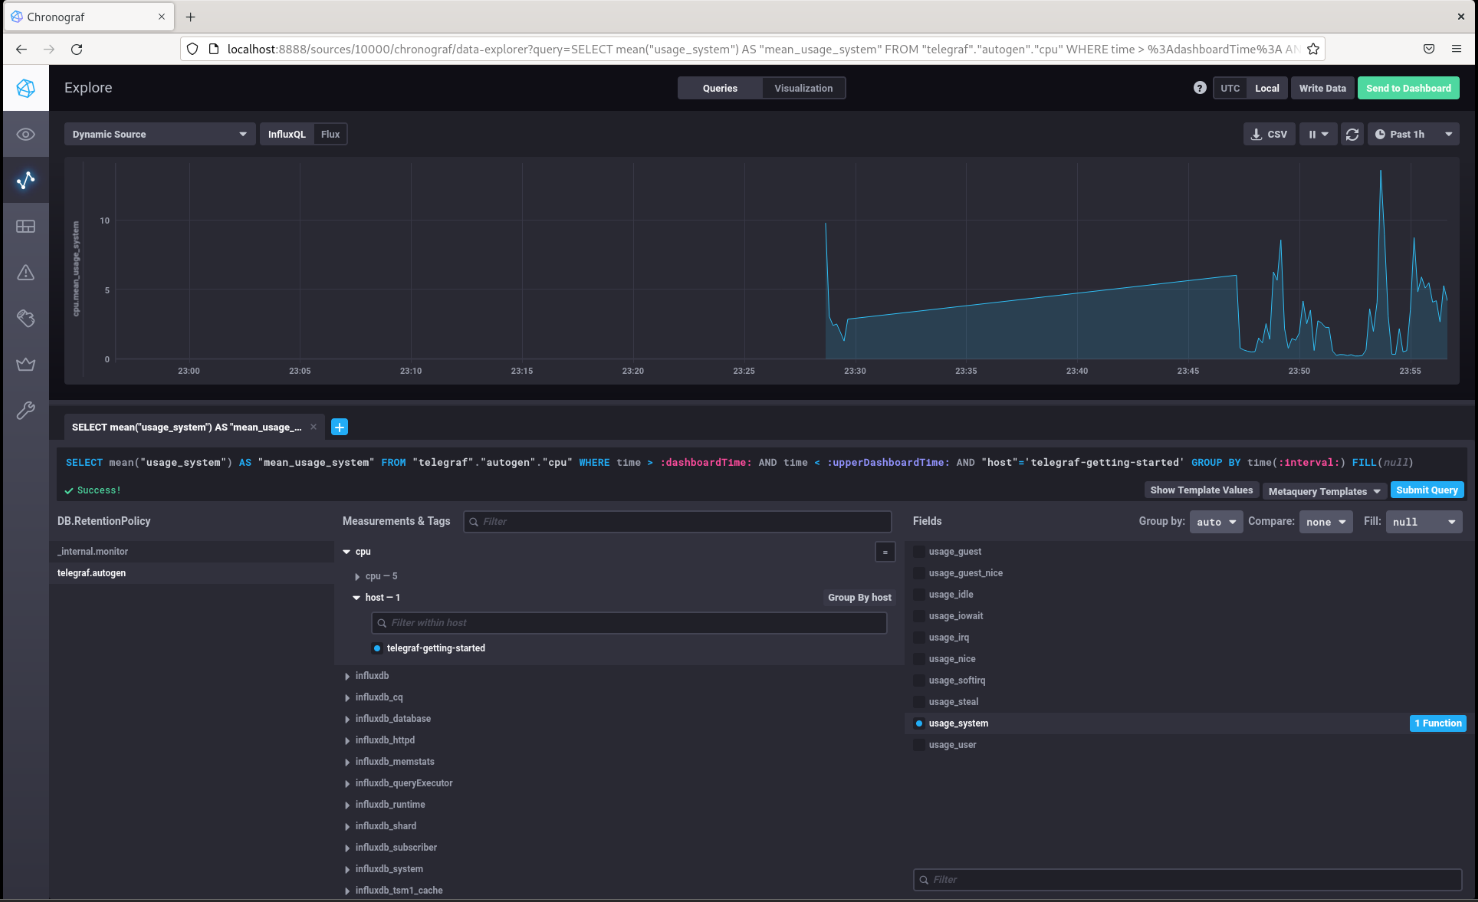 Chronograf
localhost:8888/sources/10000/chronograf/data-explorer?query=SELECT mean("usage_system") AS "mean_usage_system" FROM "telegraf"."autogen"."cpu" WHERE time > %3AdashboardTime%3A AN
Explore
Queries Visualization
? UTC Local Write Data Send to Dashboard
Dynamic Source InfluxQL Flux
CSV Past 1h
cpu.mean_usage_system
10
5
0
23:00 23:05 23:10 23:15 23:20 23:25 23:30 23:35 23:40 23:45 23:50 23:55
SELECT mean("usage_system") AS "mean_usage_...
SELECT mean("usage_system") AS "mean_usage_system" FROM "telegraf"."autogen"."cpu" WHERE time > :dashboardTime: AND time < :upperDashboardTime: AND "host"='telegraf-getting-started' GROUP BY time(:interval:) FILL(null)
Success!
Show Template Values Metaquery Templates Submit Query
DB.RetentionPolicy
_internal.monitor
telegraf.autogen
Measurements & Tags Filter
cpu =
cpu — 5
host — 1 Group By host
Filter within host
telegraf-getting-started
influxdb
influxdb_cq
influxdb_database
influxdb_httpd
influxdb_memstats
influxdb_queryExecutor
influxdb_runtime
influxdb_shard
influxdb_subscriber
influxdb_system
influxdb_tsm1_cache
Fields Group by: auto Compare: none Fill: null
usage_guest
usage_guest_nice
usage_idle
usage_iowait
usage_irq
usage_nice
usage_softirq
usage_steal
usage_system 1 Function
usage_user
Filter